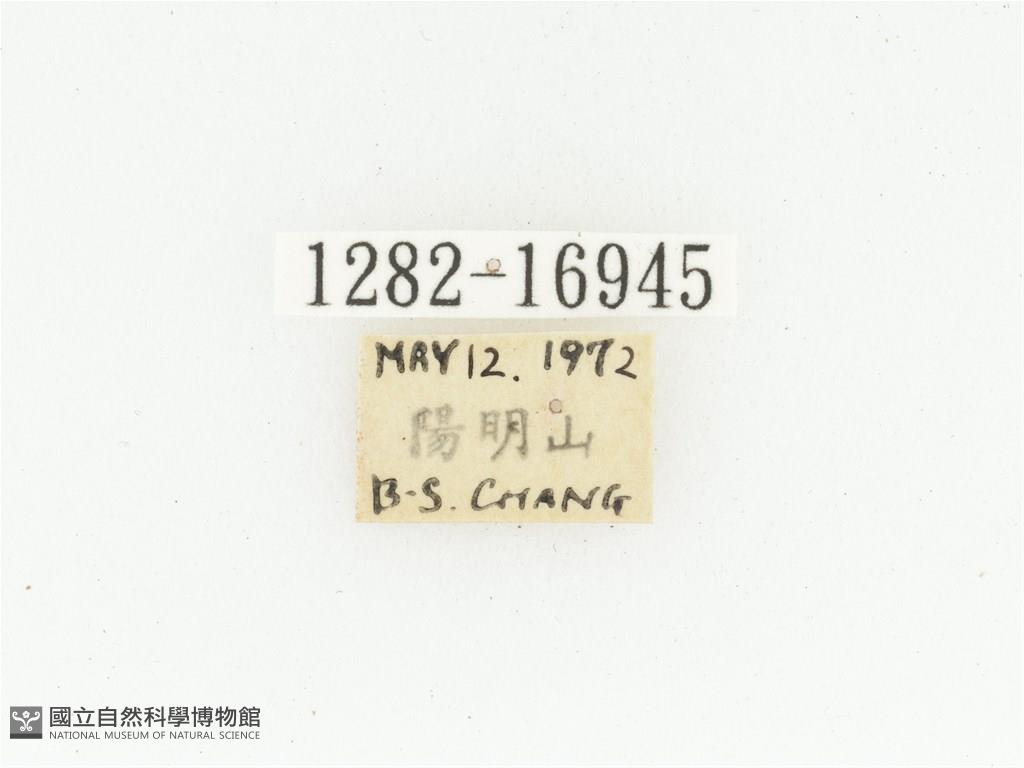 1282-16945
MAY 12. 1972
陽明山
B-S. CHANG
國立自然科學博物館
NATIONAL MUSEUM OF NATURAL SCIENCE